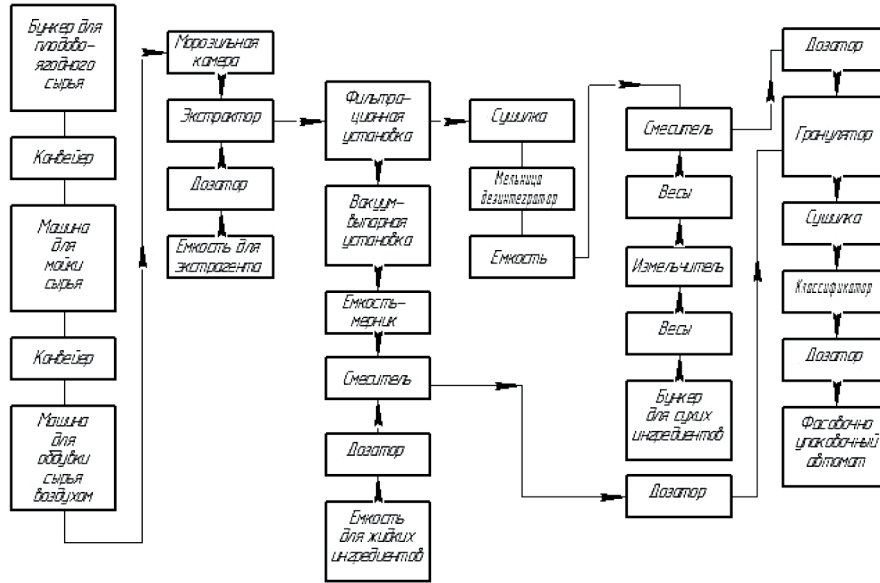 Бункер для
плодово-
ягодного
сырья
Конвейер
Машина
для
мойки
сырья
Конвейер
Машина
для
обдувки
сырья
воздухом
Морозильная
камера
Экстрактор
Дозатор
Емкость для
экстрагента
Фильтра-
ционная
установка
Вакуум-
выпарная
установка
Емкость-
мерник
Смеситель
Дозатор
Емкость
для жидких
ингредиентов
Сушилка
Мельница
дезинтегратор
Емкость
Смеситель
Весы
Измельчитель
Весы
Бункер
для сухих
ингредиентов
Дозатор
Дозатор
Гранулятор
Сушилка
Классификатор
Дозатор
Фасовочно
упаковочный
автомат